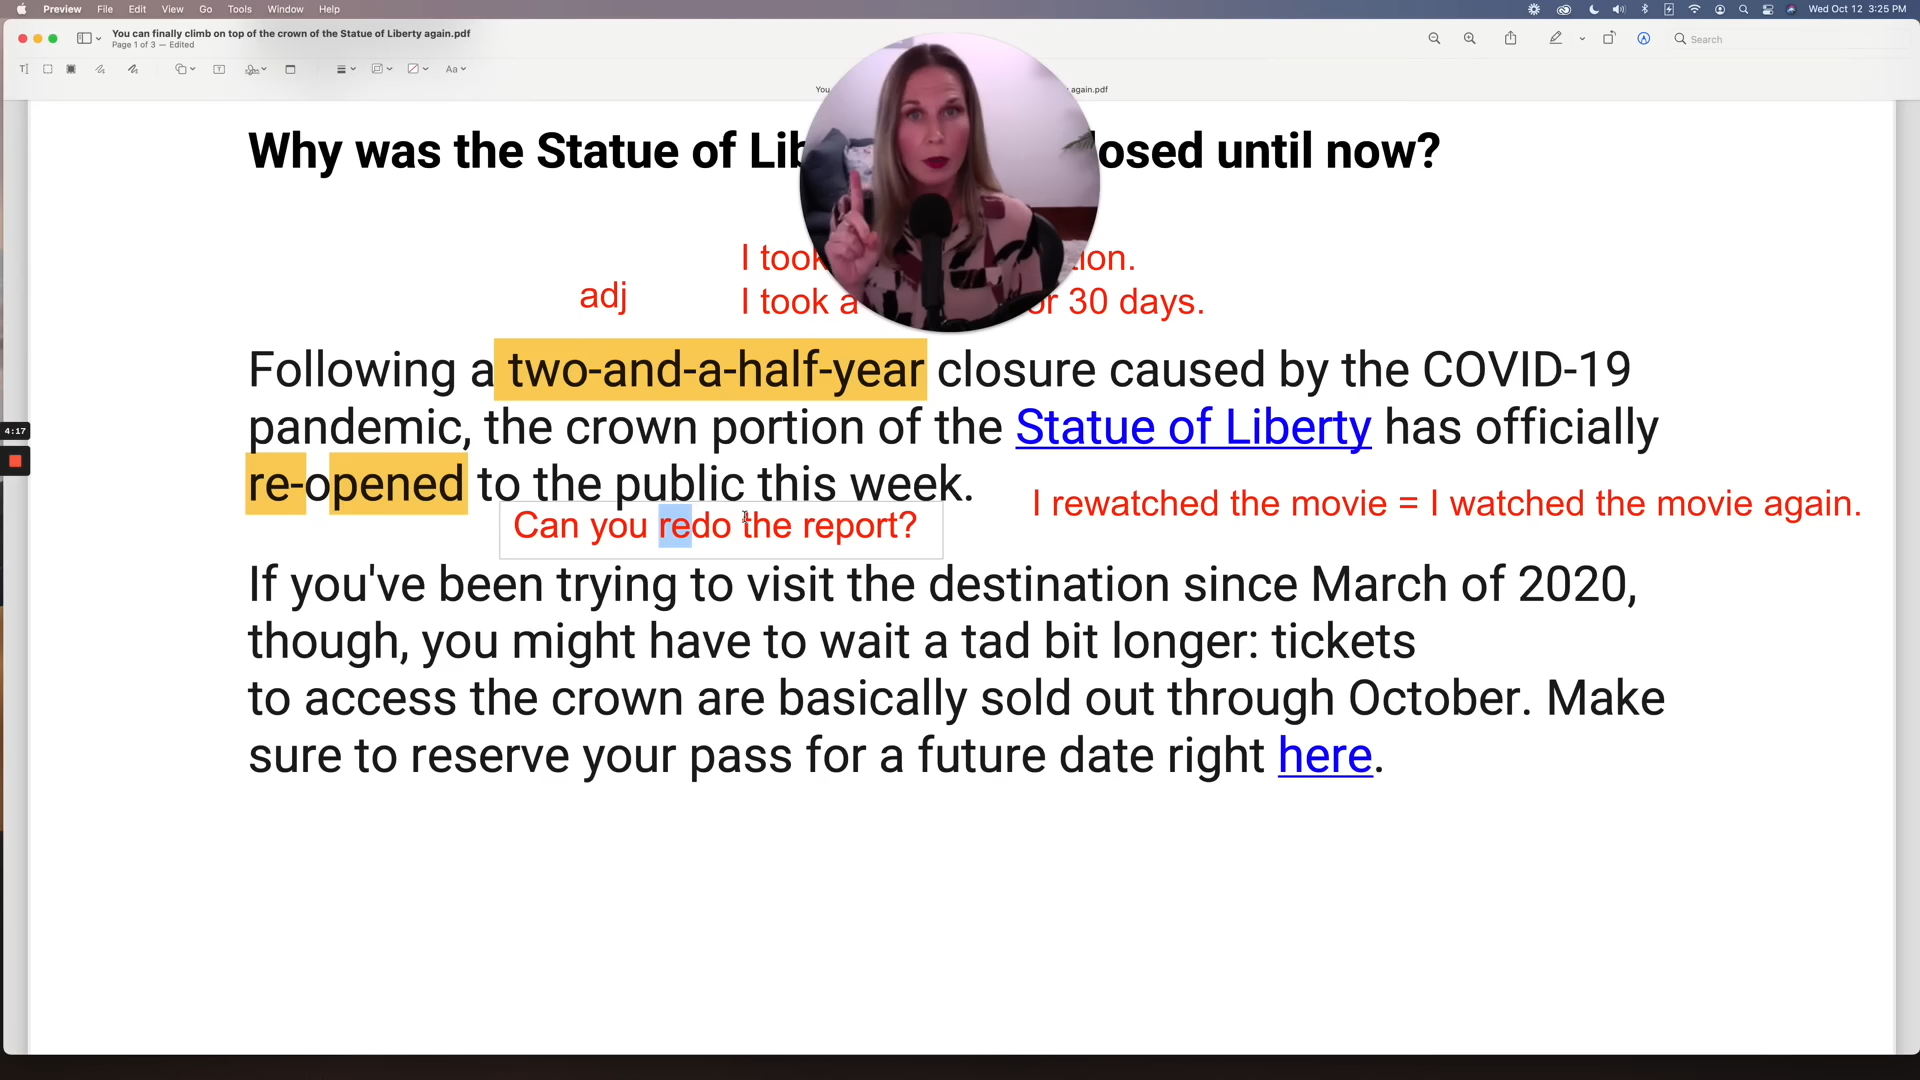 Preview File Edit View Go Tools Window Help Wed Oct 12 3:25 PM
You can finally climb on top of the crown of the Statue of Liberty again.pdf
Page 1 of 3 — Edited
Search
Aa
You again.pdf
Why was the Statue of Lib osed until now?
I took tion.
adj
I took a or 30 days.
Following a two-and-a-half-year closure caused by the COVID-19
pandemic, the crown portion of the Statue of Liberty has officially
4:17
re-opened to the public this week.
I rewatched the movie = I watched the movie again.
Can you redo the report?
If you've been trying to visit the destination since March of 2020,
though, you might have to wait a tad bit longer: tickets
to access the crown are basically sold out through October. Make
sure to reserve your pass for a future date right here.